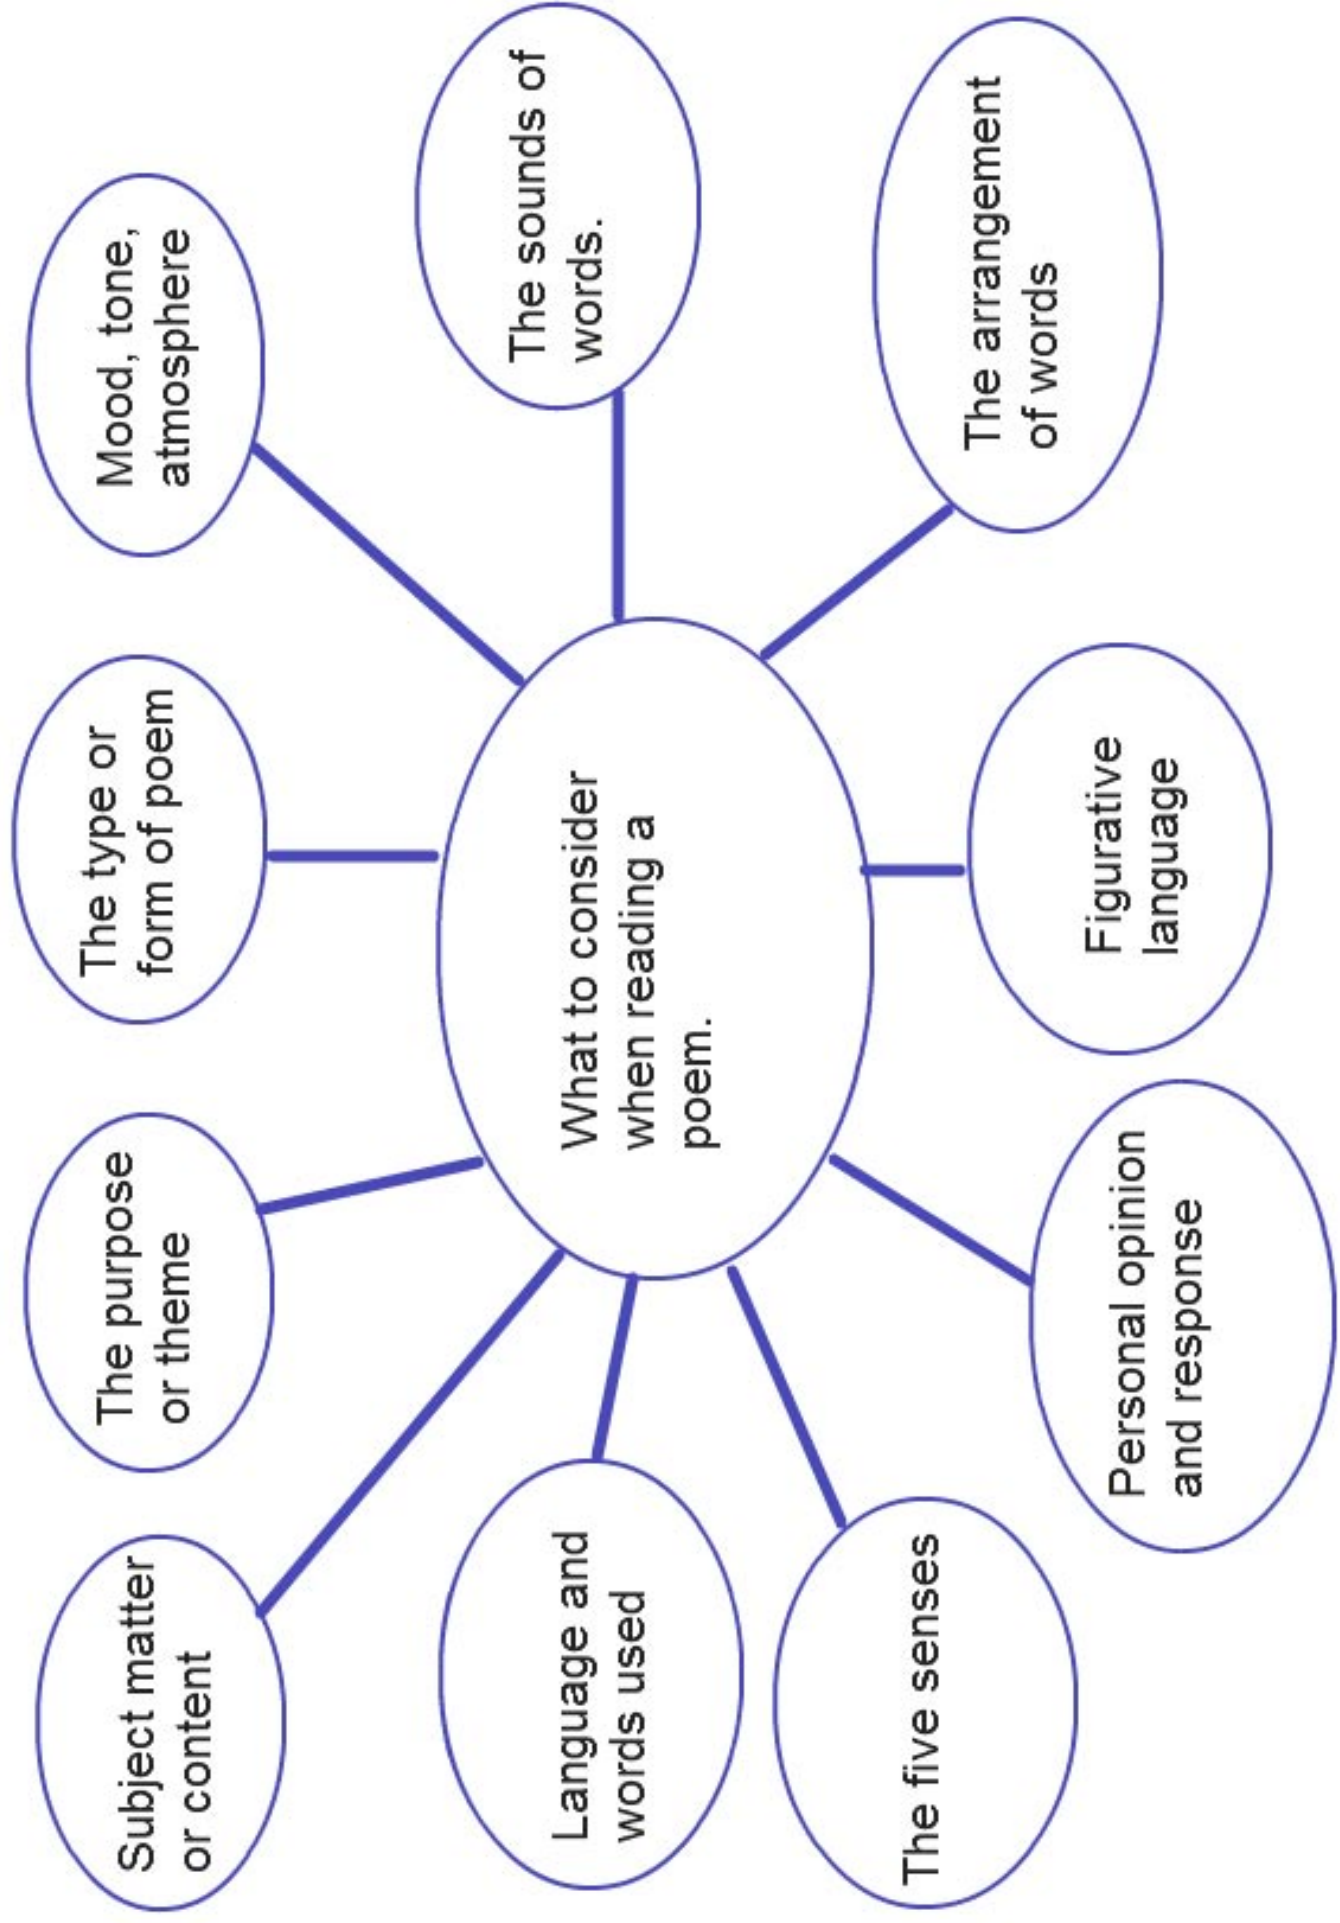 Subject matter
or content
The purpose
or theme
The type or
form of poem
Mood, tone,
atmosphere
Language and
words used
What to consider
when reading a
poem.
The sounds of
words.
The five senses
Personal opinion
and response
Figurative
language
The arrangement
of words